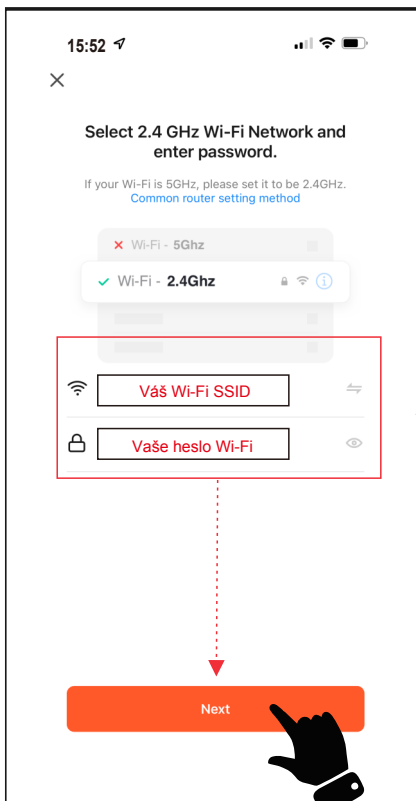 15:52
Select 2.4 GHz Wi-Fi Network and
enter password.
If your Wi-Fi is 5GHz, please set it to be 2.4GHz.
Common router setting method
Wi-Fi - 5Ghz
Wi-Fi - 2.4Ghz
Váš Wi-Fi SSID
Vaše heslo Wi-Fi
Next